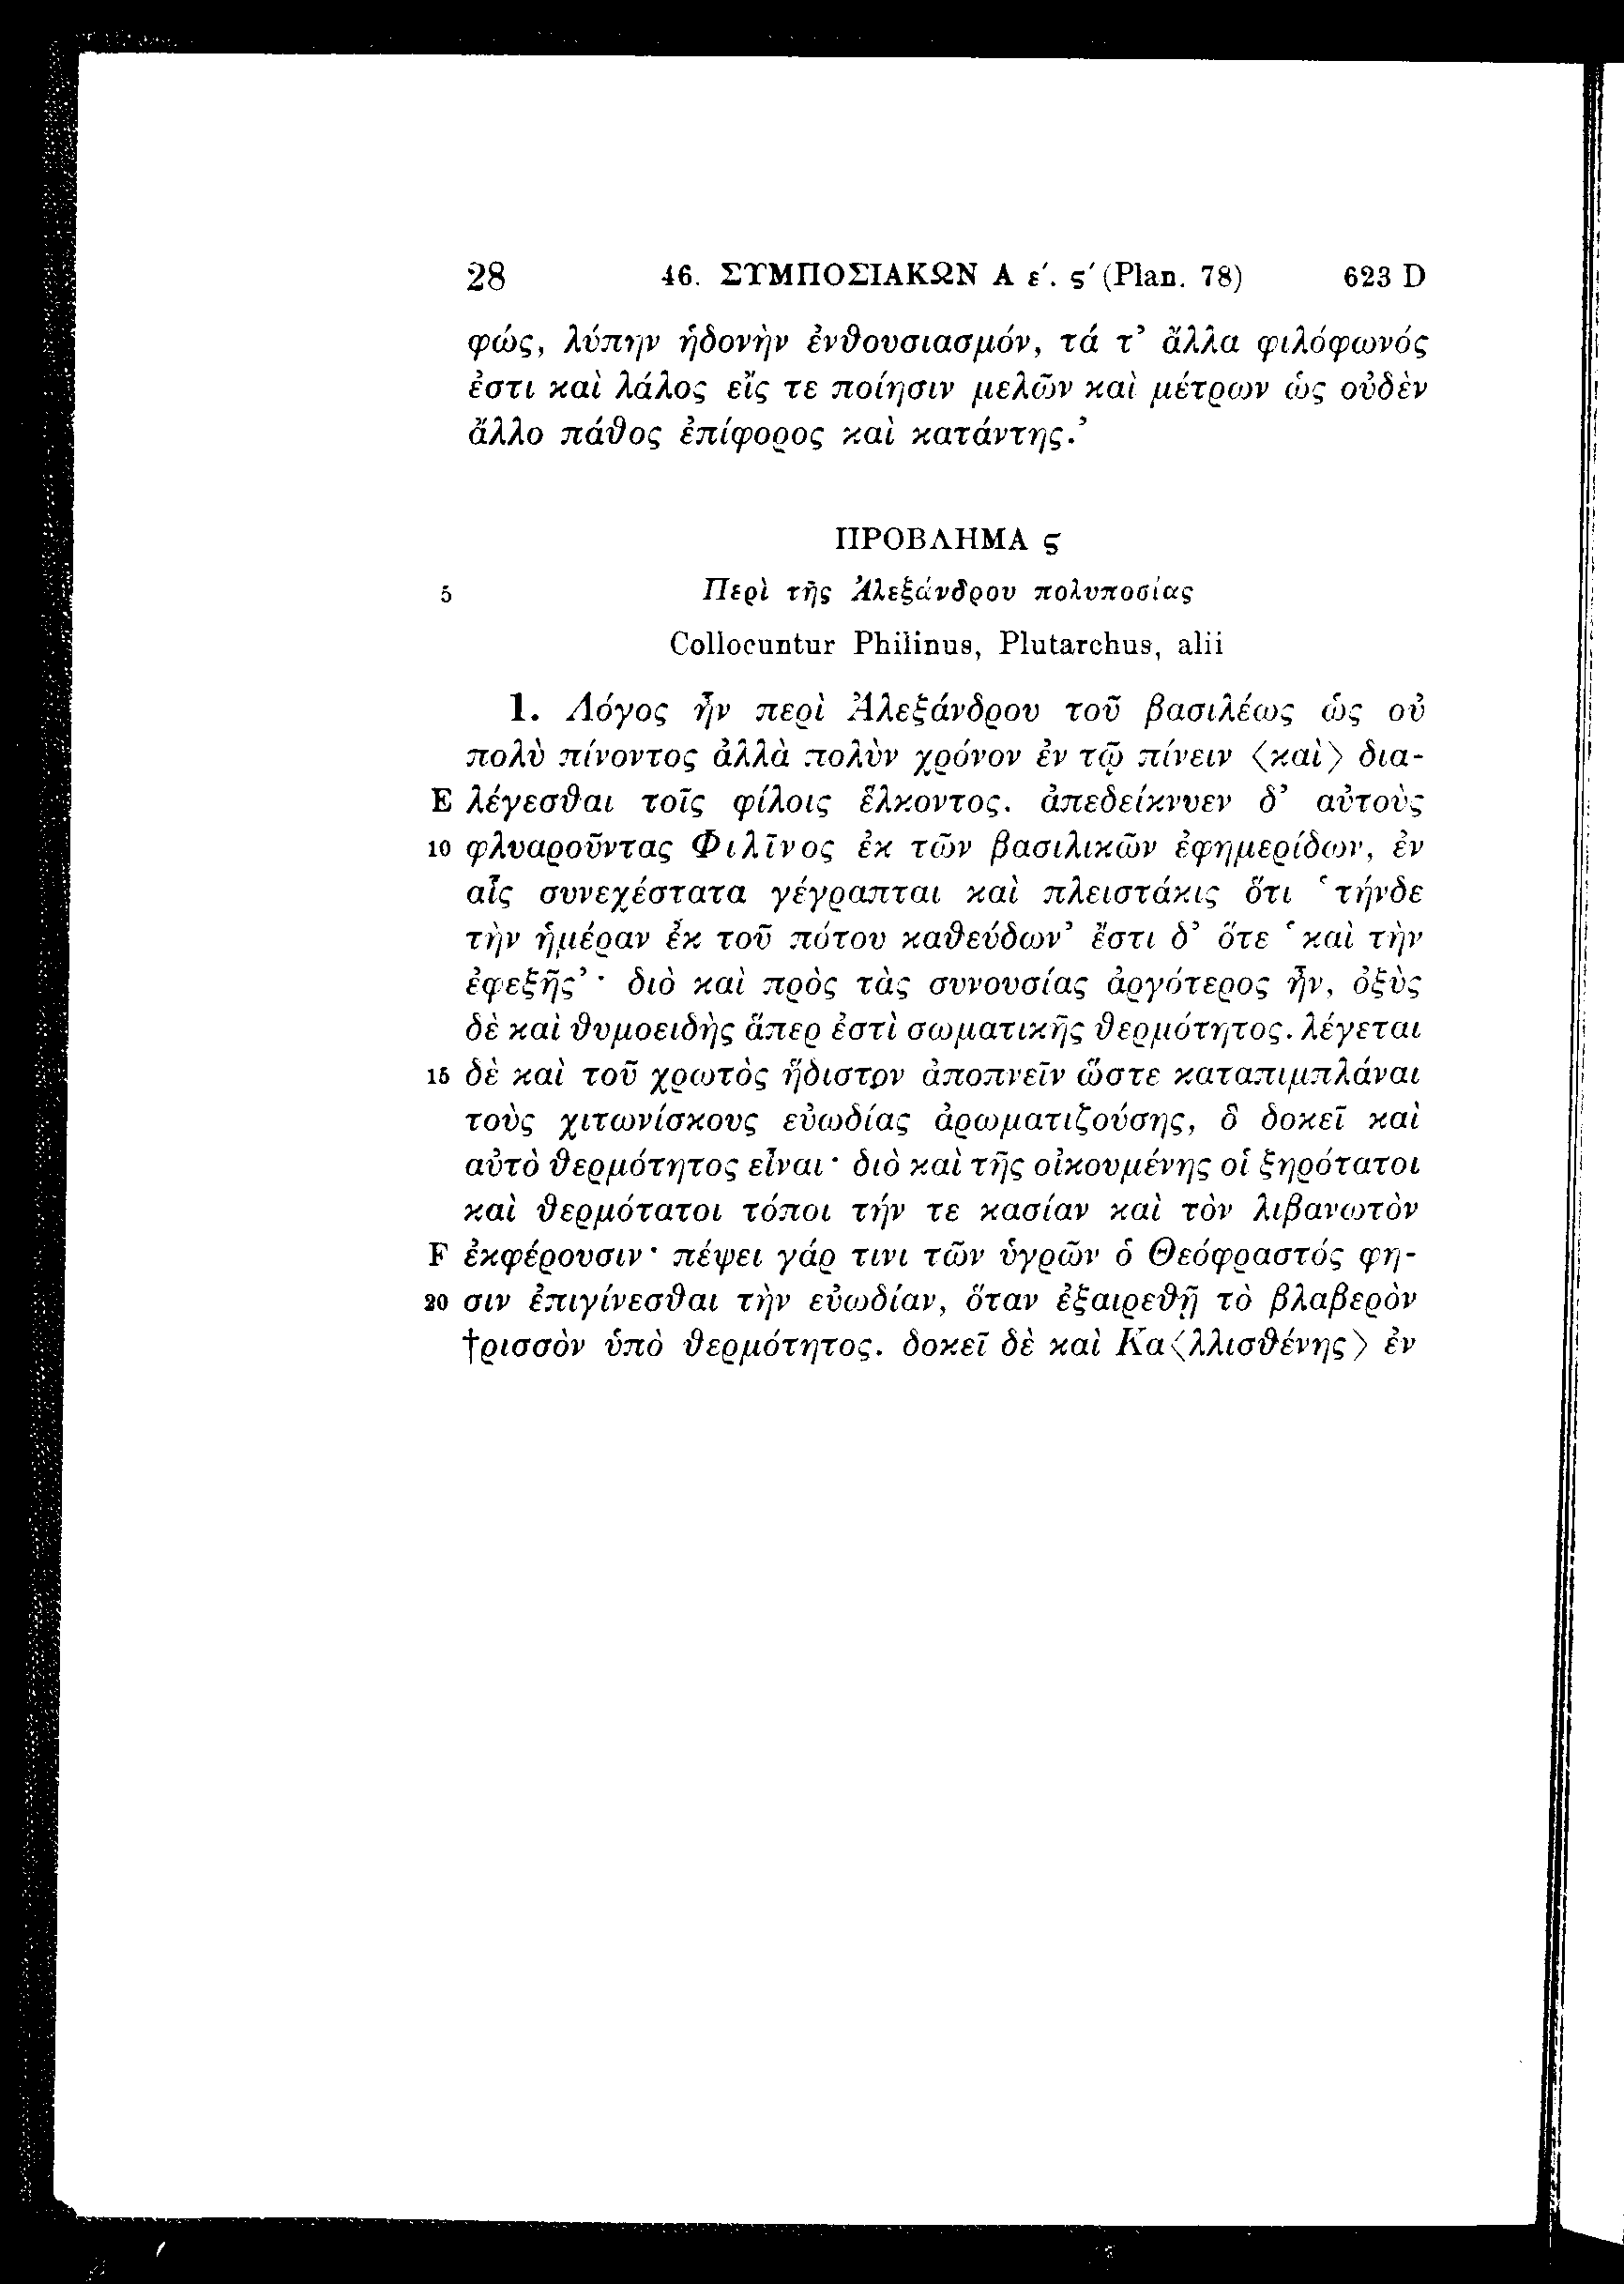 28 46. ΣΥΜΠΟΣΙΑΚΩΝ Α ε΄. ϛ΄ (Plan. 78) 623 D
φώς, λύπην ἡδονὴν ἐνθουσιασμόν, τά τ’ ἄλλα φιλόφωνός
ἐστι καὶ λάλος εἴς τε ποίησιν μελῶν καὶ μέτρων ὡς οὐδὲν
ἄλλο πάθος ἐπίφορος καὶ κατάντης.’
ΠΡΟΒΛΗΜΑ ϛ
5 Περὶ τῆς Ἀλεξάνδρου πολυποσίας
Collocuntur Philinus, Plutarchus, alii
1. Λόγος ἦν περὶ Ἀλεξάνδρου τοῦ βασιλέως ὡς οὐ
πολὺ πίνοντος ἀλλὰ πολὺν χρόνον ἐν τῷ πίνειν ⟨καὶ⟩ δια-
E λέγεσθαι τοῖς φίλοις ἕλκοντος. ἀπεδείκνυεν δ’ αὐτοὺς
10 φλυαροῦντας Φιλῖνος ἐκ τῶν βασιλικῶν ἐφημερίδων, ἐν
αἷς συνεχέστατα γέγραπται καὶ πλειστάκις ὅτι ‘τήνδε
τὴν ἡμέραν ἐκ τοῦ πότου καθεύδων’ ἔστι δ’ ὅτε ‘καὶ τὴν
ἐφεξῆς’· διὸ καὶ πρὸς τὰς συνουσίας ἀργότερος ἦν, ὀξὺς
δὲ καὶ θυμοειδὴς ἅπερ ἐστὶ σωματικῆς θερμότητος. λέγεται
15 δὲ καὶ τοῦ χρωτὸς ἥδιστον ἀποπνεῖν ὥστε καταπιμπλάναι
τοὺς χιτωνίσκους εὐωδίας ἀρωματιζούσης, ὃ δοκεῖ καὶ
αὐτὸ θερμότητος εἶναι· διὸ καὶ τῆς οἰκουμένης οἱ ξηρότατοι
καὶ θερμότατοι τόποι τήν τε κασίαν καὶ τὸν λιβανωτὸν
F ἐκφέρουσιν· πέψει γάρ τινι τῶν ὑγρῶν ὁ Θεόφραστός φη-
20 σιν ἐπιγίνεσθαι τὴν εὐωδίαν, ὅταν ἐξαιρεθῇ τὸ βλαβερὸν
†ρισσὸν ὑπὸ θερμότητος. δοκεῖ δὲ καὶ Κα⟨λλισθένης⟩ ἐν